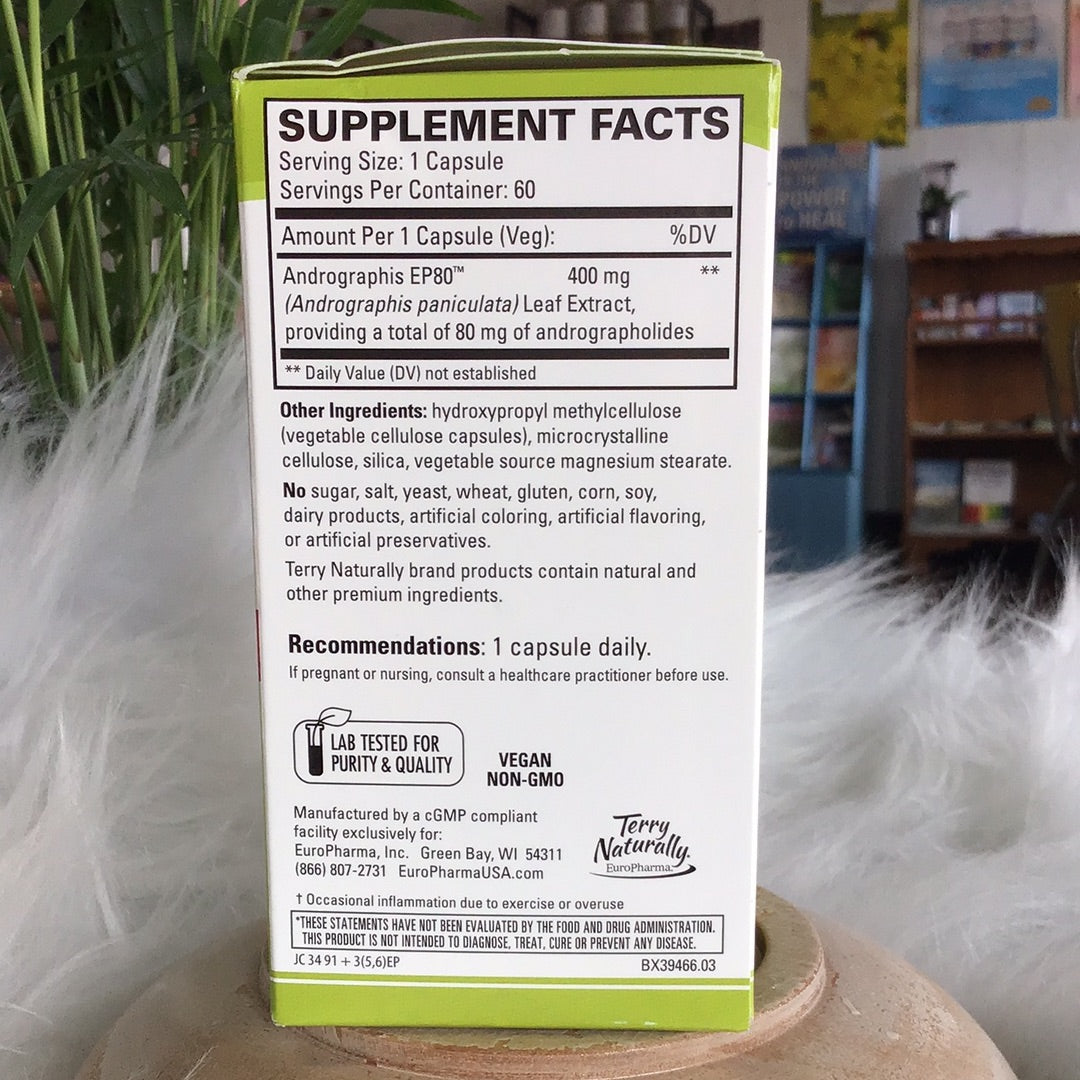 SUPPLEMENT FACTS
Serving Size: 1 Capsule
Servings Per Container: 60
Amount Per 1 Capsule (Veg): %DV
Andrographis EP80™ 400 mg **
(Andrographis paniculata) Leaf Extract,
providing a total of 80 mg of andrographolides
** Daily Value (DV) not established
Other Ingredients: hydroxypropyl methylcellulose
(vegetable cellulose capsules), microcrystalline
cellulose, silica, vegetable source magnesium stearate.
No sugar, salt, yeast, wheat, gluten, corn, soy,
dairy products, artificial coloring, artificial flavoring,
or artificial preservatives.
Terry Naturally brand products contain natural and
other premium ingredients.
Recommendations: 1 capsule daily.
If pregnant or nursing, consult a healthcare practitioner before use.
LAB TESTED FOR
PURITY & QUALITY
VEGAN
NON-GMO
Manufactured by a cGMP compliant
facility exclusively for:
EuroPharma, Inc. Green Bay, WI 54311
(866) 807-2731 EuroPharmaUSA.com
Terry
Naturally.
EuroPharma.
† Occasional inflammation due to exercise or overuse
*THESE STATEMENTS HAVE NOT BEEN EVALUATED BY THE FOOD AND DRUG ADMINISTRATION.
THIS PRODUCT IS NOT INTENDED TO DIAGNOSE, TREAT, CURE OR PREVENT ANY DISEASE.
JC 34 91 + 3(5,6)EP
BX39466.03
POWER
to HEAL